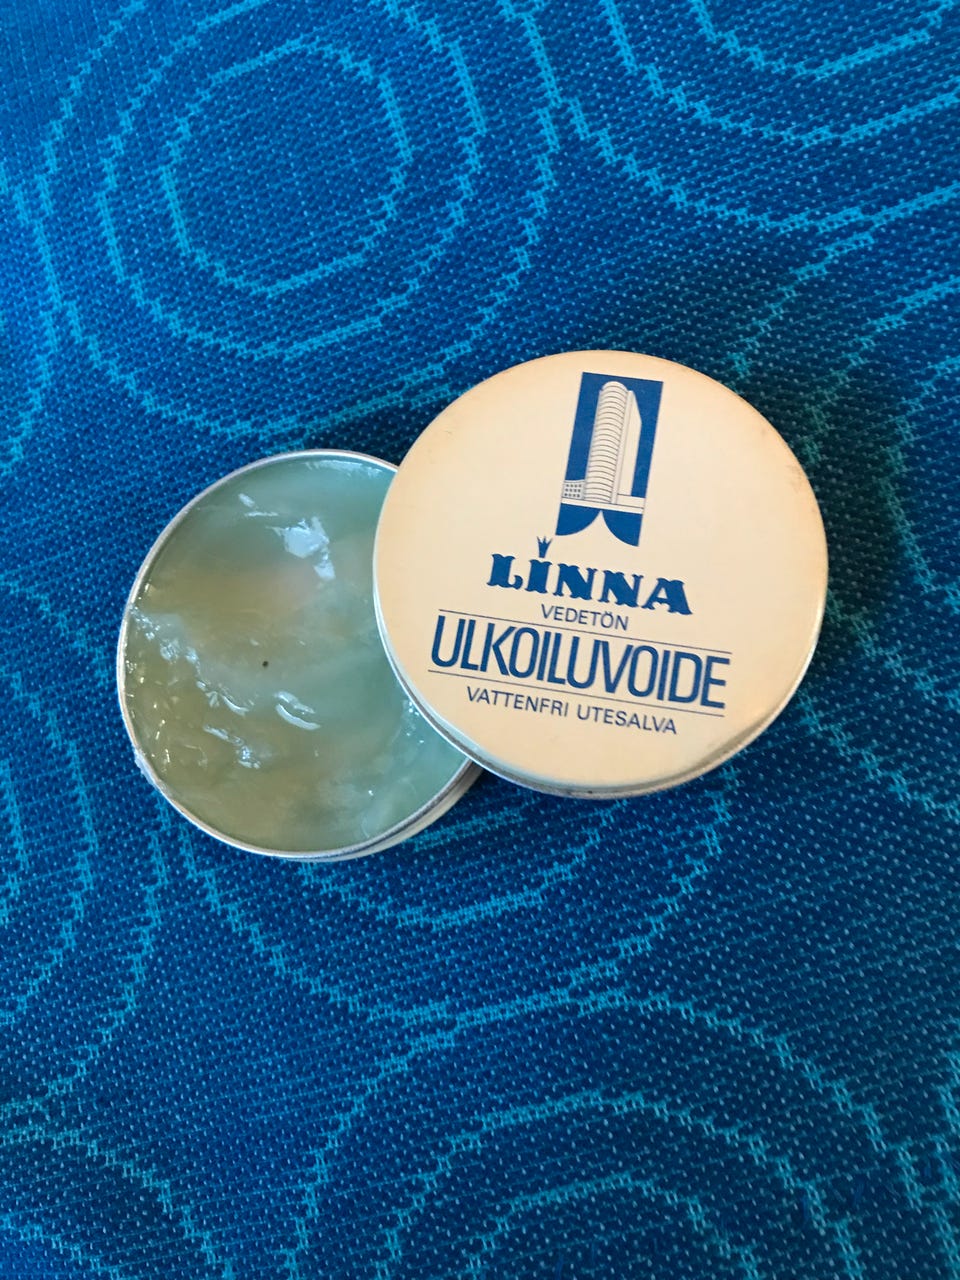 LINNA
VEDETÖN
ULKOILUVOIDE
VATTENFRI UTESALVA